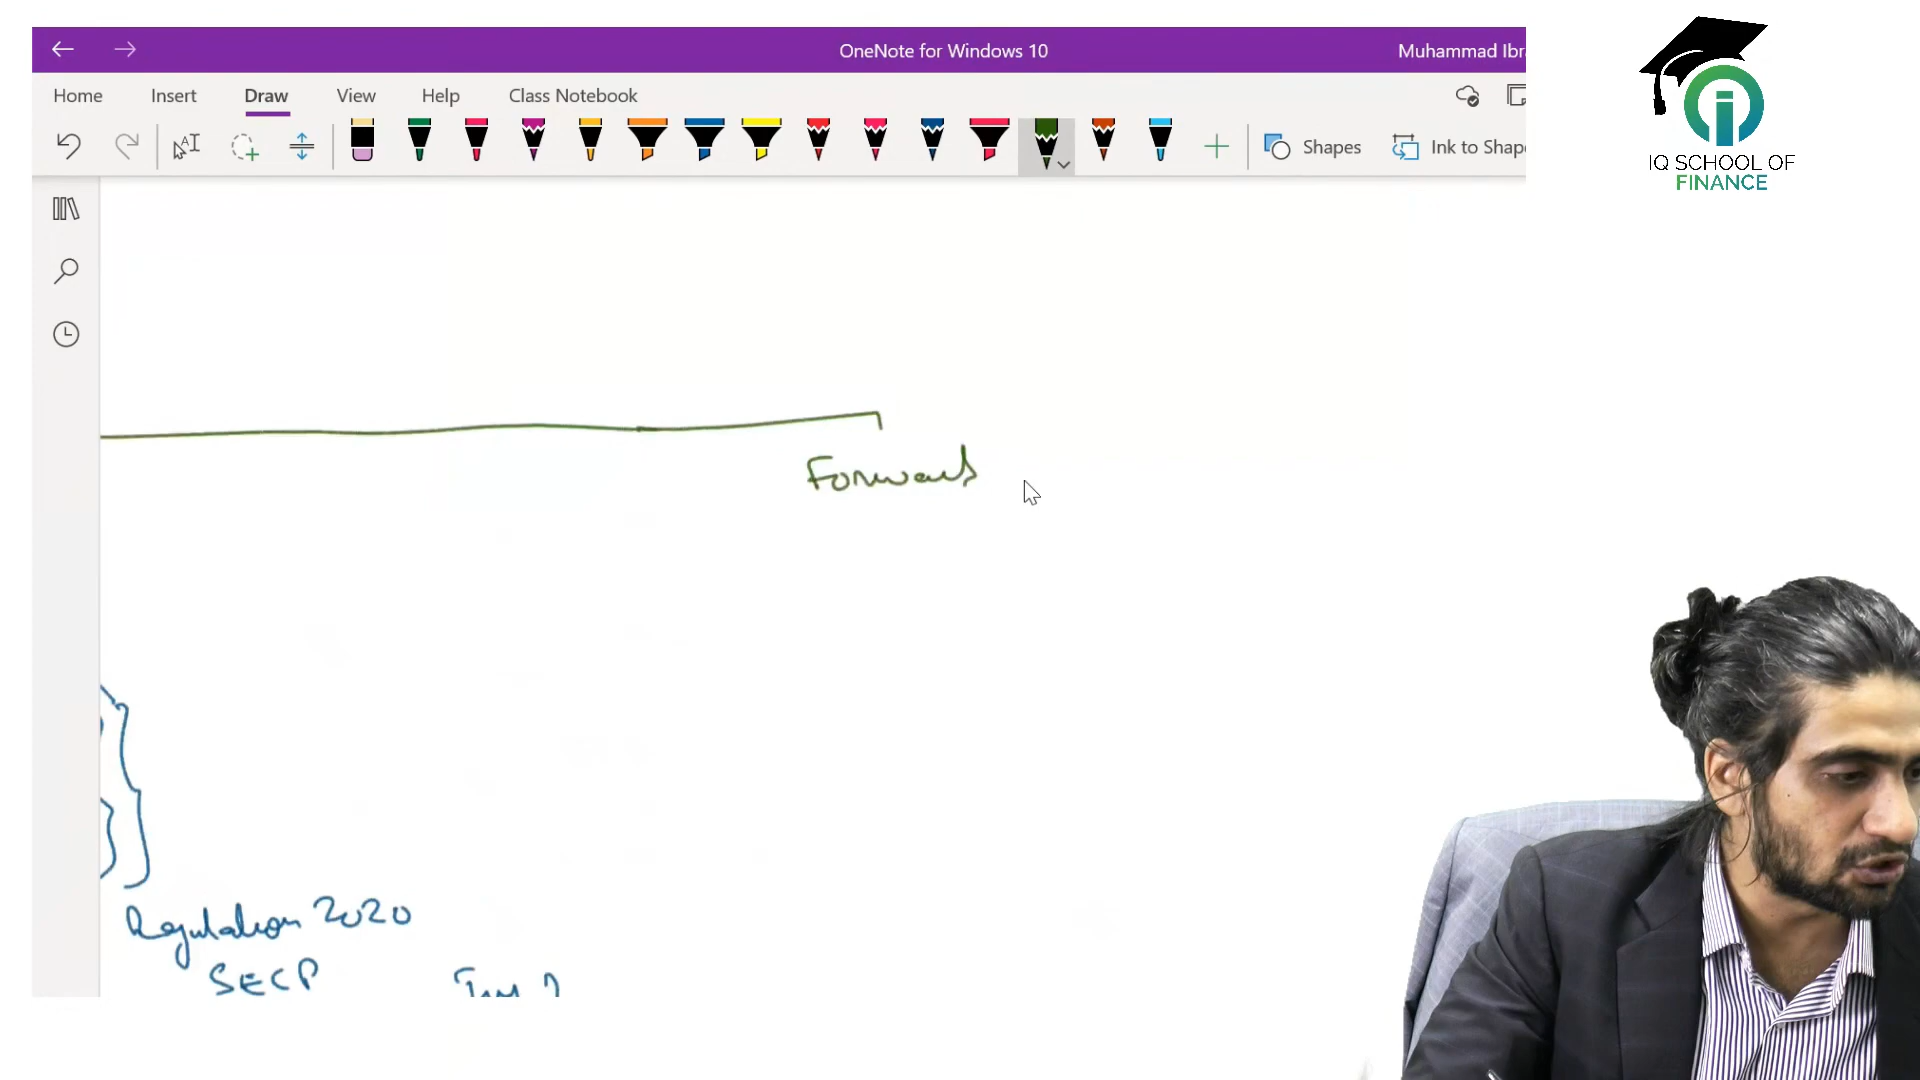 OneNote for Windows 10
Muhammad Ibr
Home Insert Draw View Help Class Notebook
Shapes Ink to Shap
IQ SCHOOL OF
FINANCE
Forward
Regulation 2020
SECP